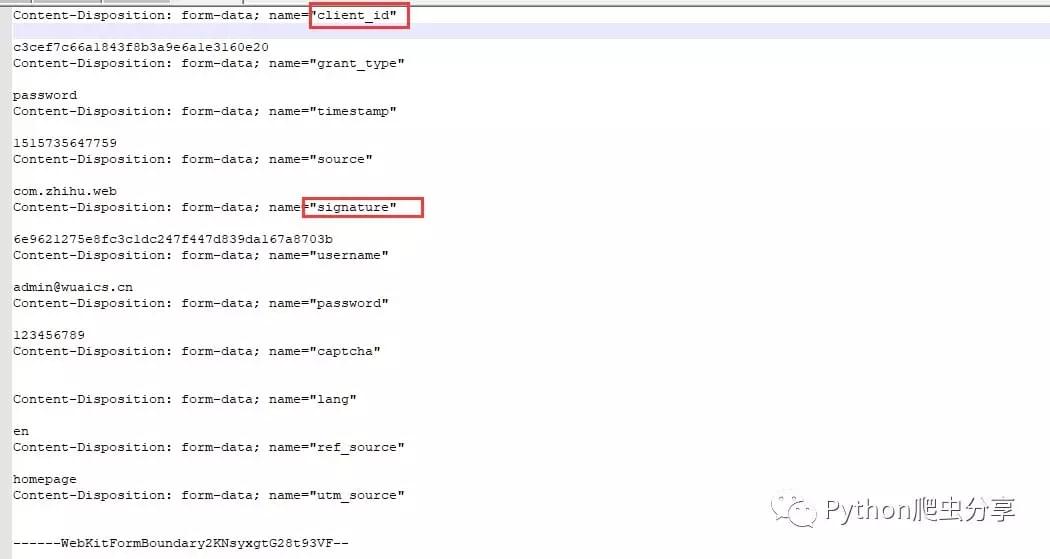 Content-Disposition: form-data; name="client_id"
c3cef7c66a1843f8b3a9e6a1e3160e20
Content-Disposition: form-data; name="grant_type"
password
Content-Disposition: form-data; name="timestamp"
1515735647759
Content-Disposition: form-data; name="source"
com.zhihu.web
Content-Disposition: form-data; name="signature"
6e9621275e8fc3c1dc247f447d839da167a8703b
Content-Disposition: form-data; name="username"
admin@wuaics.cn
Content-Disposition: form-data; name="password"
123456789
Content-Disposition: form-data; name="captcha"
Content-Disposition: form-data; name="lang"
en
Content-Disposition: form-data; name="ref_source"
homepage
Content-Disposition: form-data; name="utm_source"
Python爬虫分享
------WebKitFormBoundary2KNsyxgtG28t93VF--